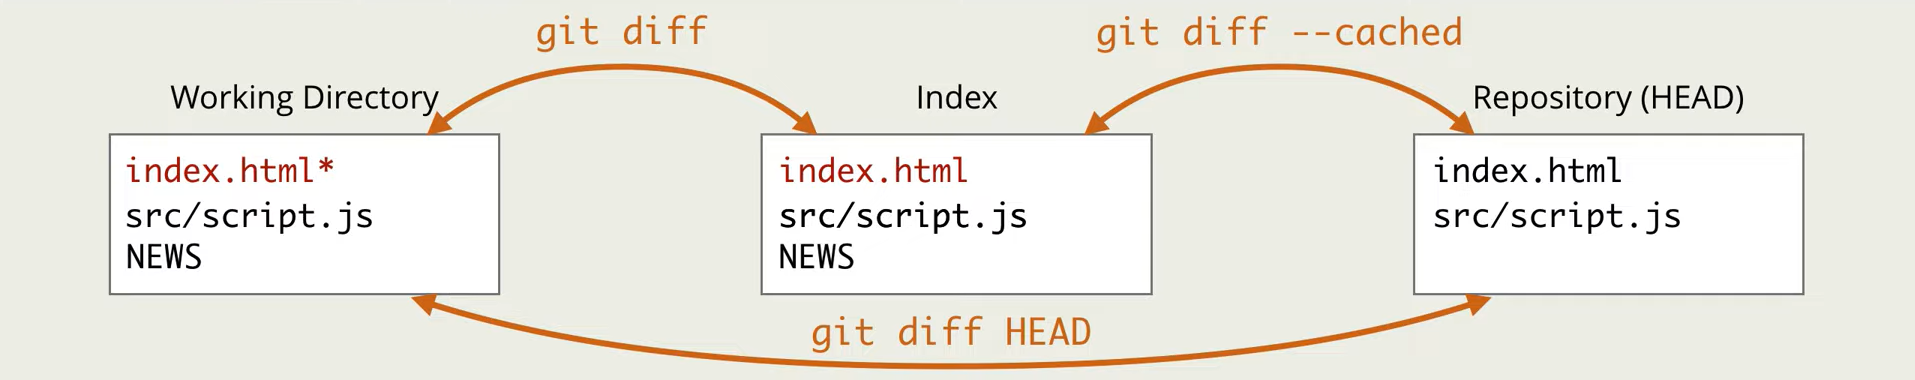 git diff
git diff --cached
Working Directory
Index
Repository (HEAD)
index.html*
src/script.js
NEWS
index.html
src/script.js
NEWS
index.html
src/script.js
git diff HEAD